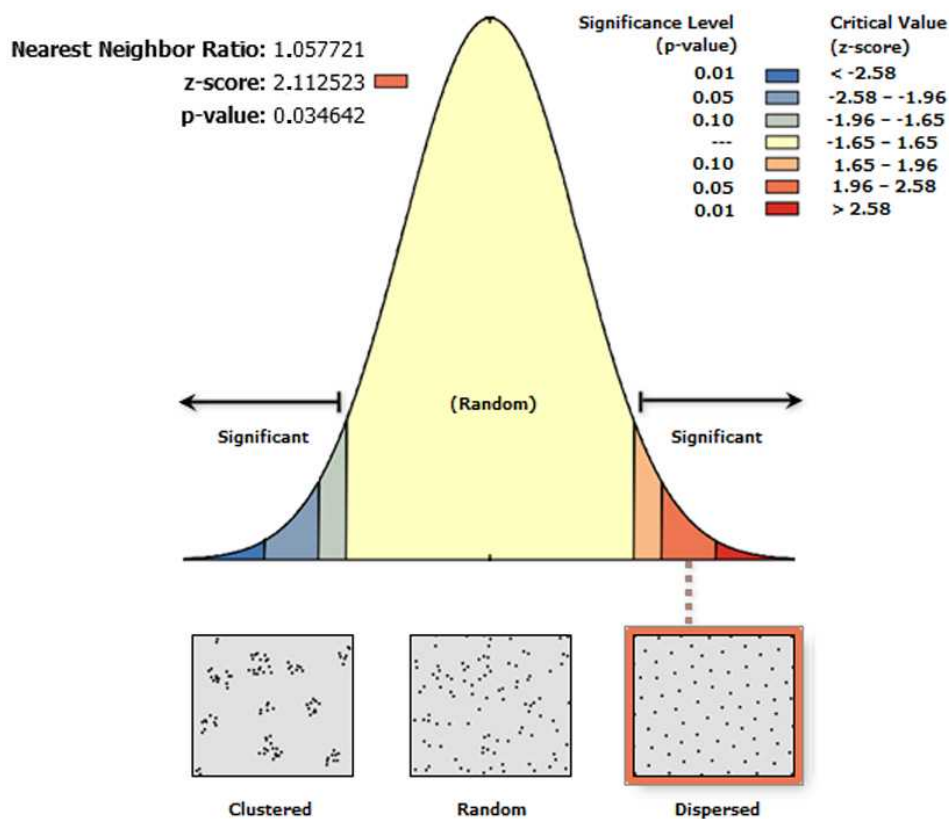 Nearest Neighbor Ratio: 1.057721
z-score: 2.112523
p-value: 0.034642
Significance Level Critical Value
(p-value) (z-score)
0.01 < -2.58
0.05 -2.58 – -1.96
0.10 -1.96 – -1.65
--- -1.65 – 1.65
0.10 1.65 – 1.96
0.05 1.96 – 2.58
0.01 > 2.58
(Random)
Significant Significant
Clustered Random Dispersed